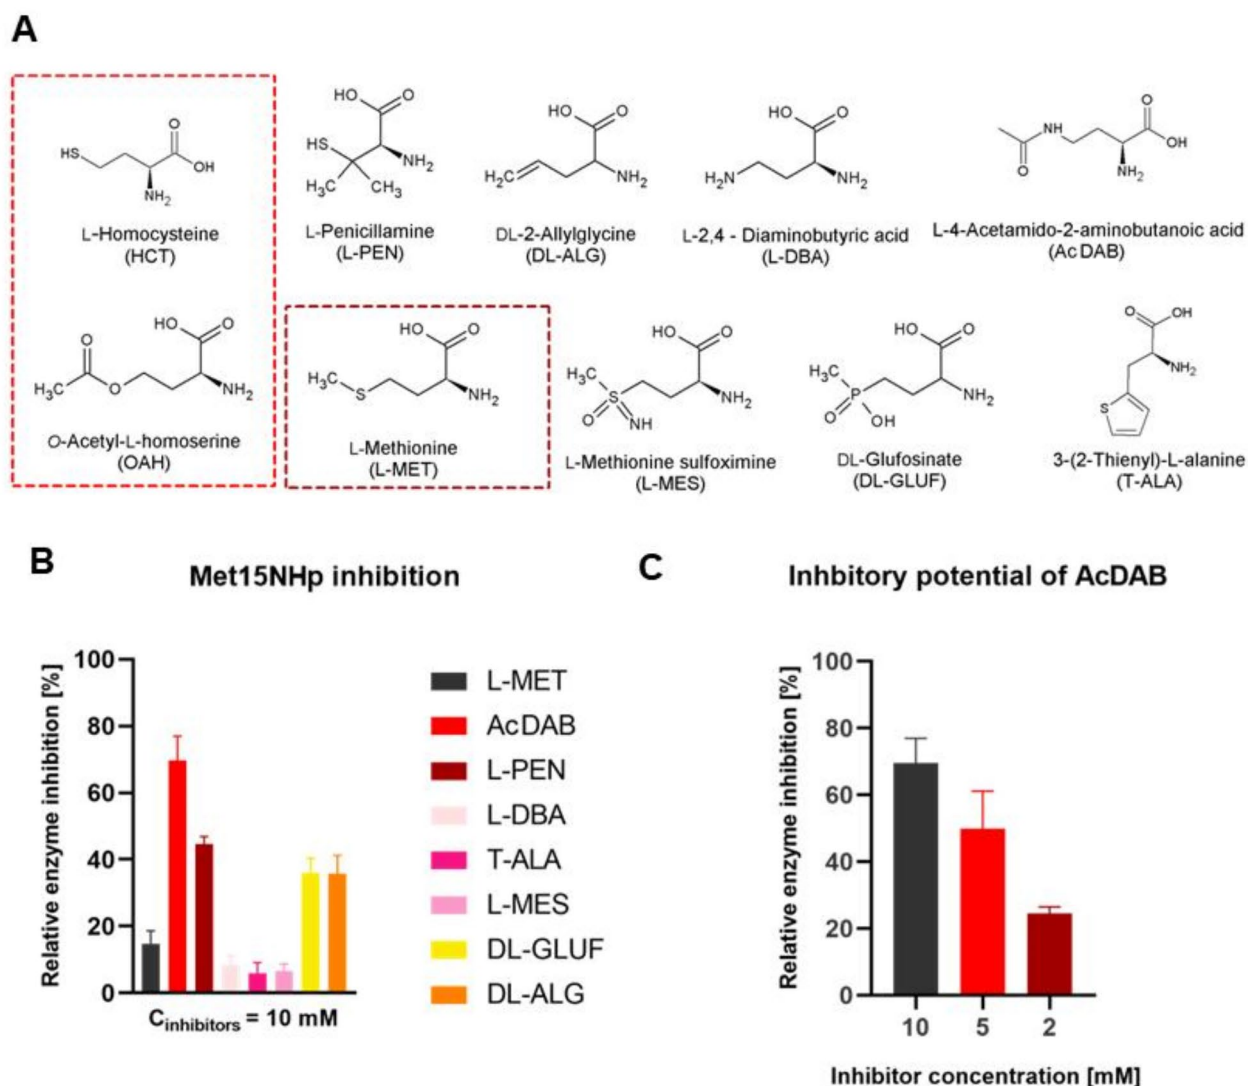 A
HO
O
HO
O
HO
O
O
O
HS
OH
NH₂
HS
NH₂
H₃C
CH₃
H₂C
NH₂
H₂N
NH₂
NH
O
OH
NH₂
L-Homocysteine
(HCT)
L-Penicillamine
(L-PEN)
DL-2-Allylglycine
(DL-ALG)
L-2,4 - Diaminobutyric acid
(L-DBA)
L-4-Acetamido-2-aminobutanoic acid
(AcDAB)
O
HO
O
H₃C
O
NH₂
HO
O
H₃C
S
NH₂
HO
O
H₃C
S
O
NH
NH₂
HO
O
H₃C
P
O
OH
NH₂
O
OH
NH₂
S
O-Acetyl-L-homoserine
(OAH)
L-Methionine
(L-MET)
L-Methionine sulfoximine
(L-MES)
DL-Glufosinate
(DL-GLUF)
3-(2-Thienyl)-L-alanine
(T-ALA)
B
Met15NHp inhibition
Relative enzyme inhibition [%]
100
80
60
40
20
0
C inhibitors = 10 mM
L-MET
AcDAB
L-PEN
L-DBA
T-ALA
L-MES
DL-GLUF
DL-ALG
C
Inhbitory potential of AcDAB
Relative enzyme inhibition [%]
100
80
60
40
20
0
10 5 2
Inhibitor concentration [mM]